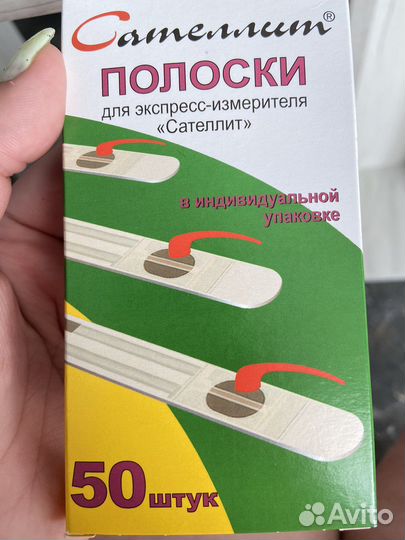 Сателлит®
ПОЛОСКИ
для экспресс-измерителя
«Сателлит»
в индивидуальной
упаковке
50 штук
Avito